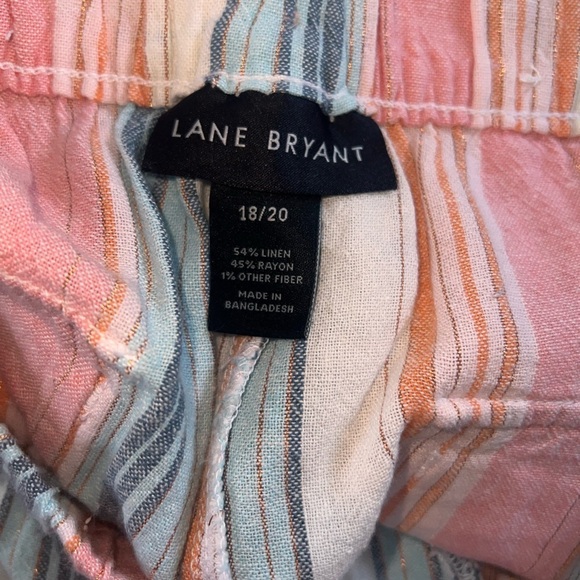 LANE BRYANT
18/20
54% LINEN
45% RAYON
1% OTHER FIBER
MADE IN
BANGLADESH